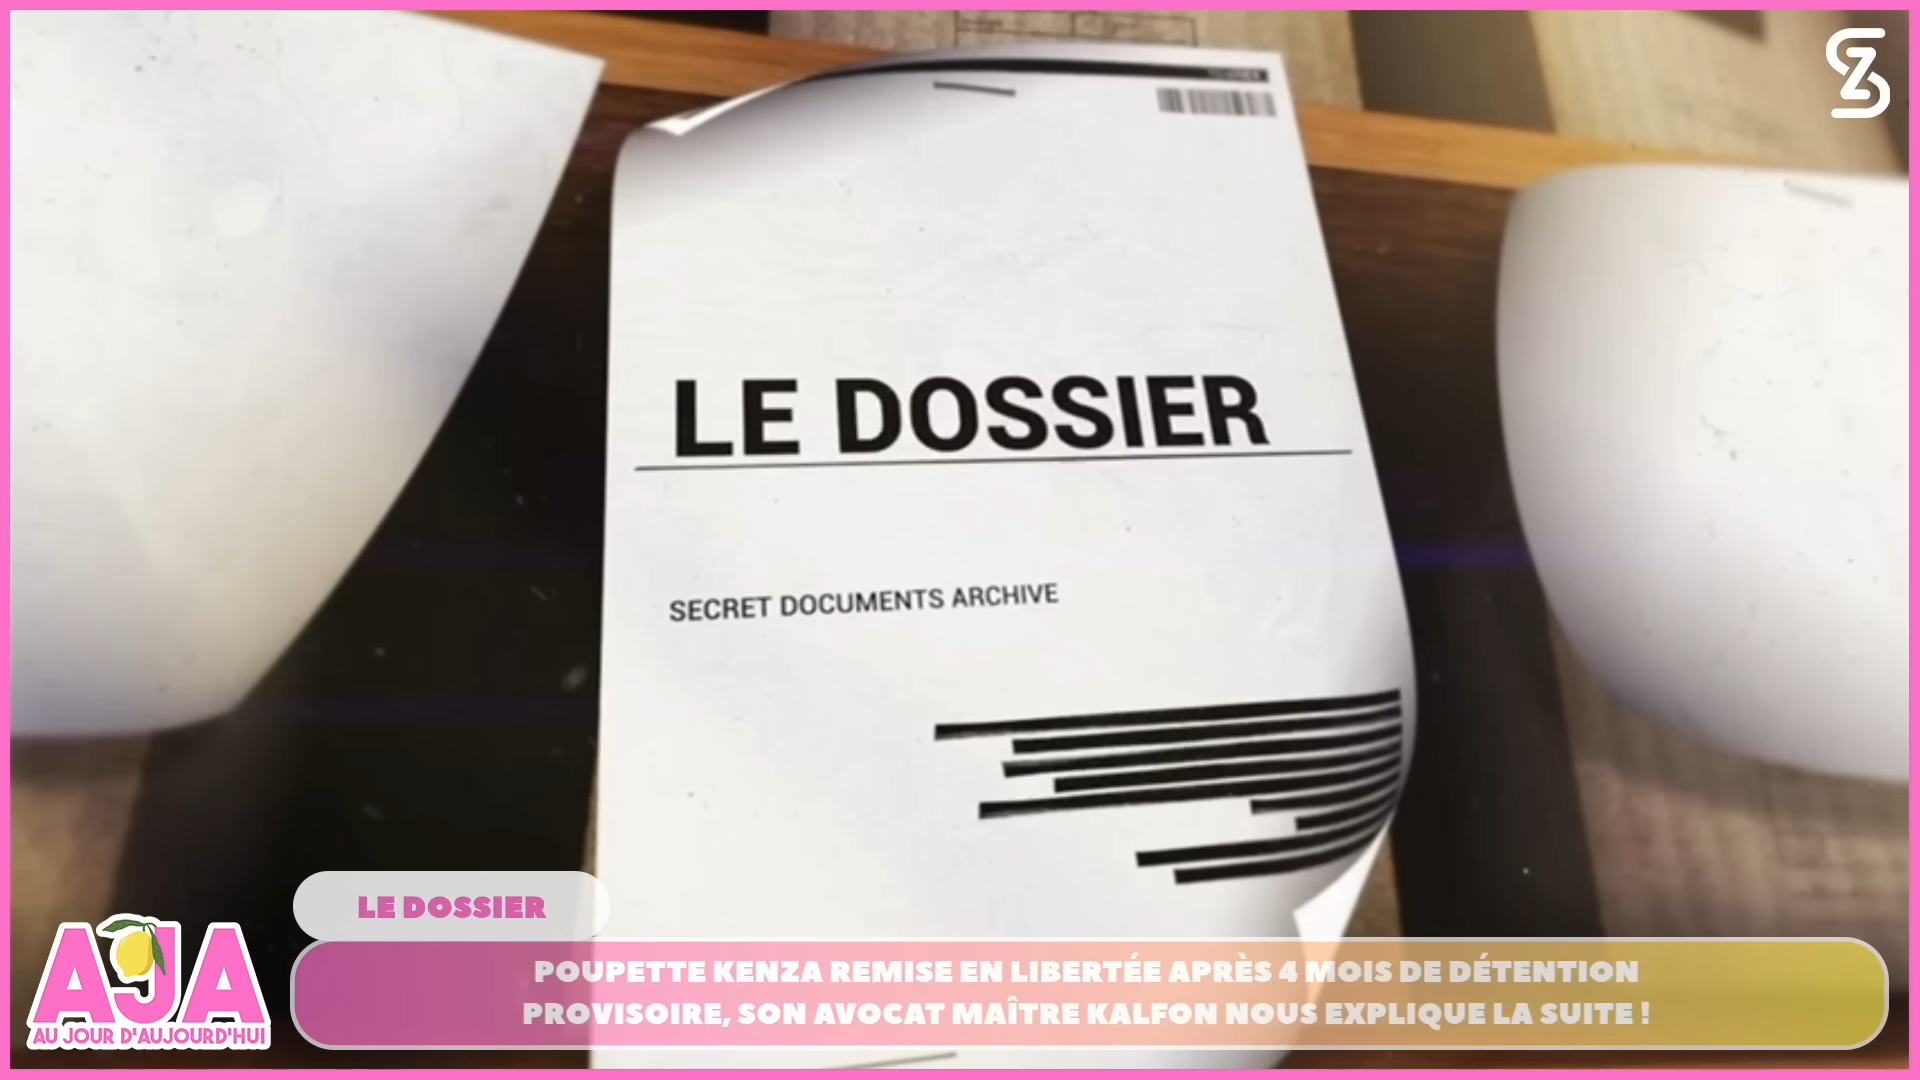 LE DOSSIER
SECRET DOCUMENTS ARCHIVE
LE DOSSIER
POUPETTE KENZA REMISE EN LIBERTÉE APRÈS 4 MOIS DE DÉTENTION
PROVISOIRE, SON AVOCAT MAÎTRE KALFON NOUS EXPLIQUE LA SUITE !
AJA
AU JOUR D'AUJOURD'HUI